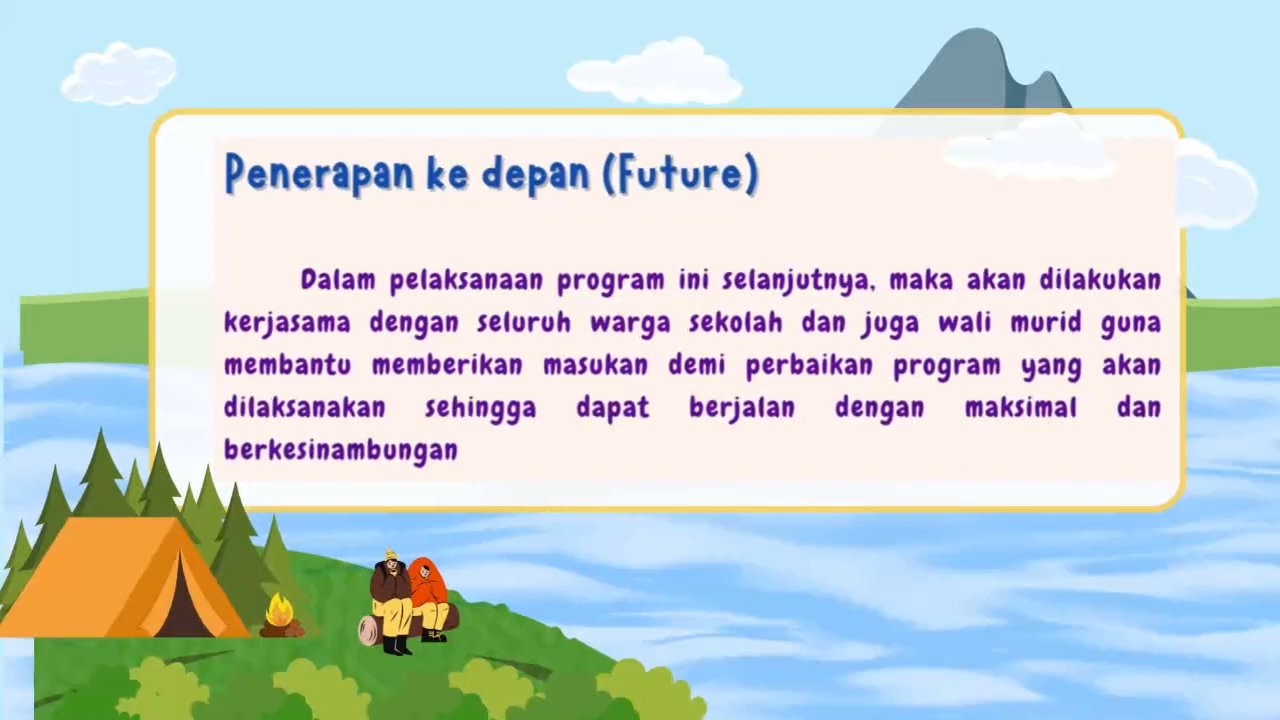 Penerapan ke depan (Future)
Dalam pelaksanaan program ini selanjutnya, maka akan dilakukan
kerjasama dengan seluruh warga sekolah dan juga wali murid guna
membantu memberikan masukan demi perbaikan program yang akan
dilaksanakan sehingga dapat berjalan dengan maksimal dan
berkesinambungan